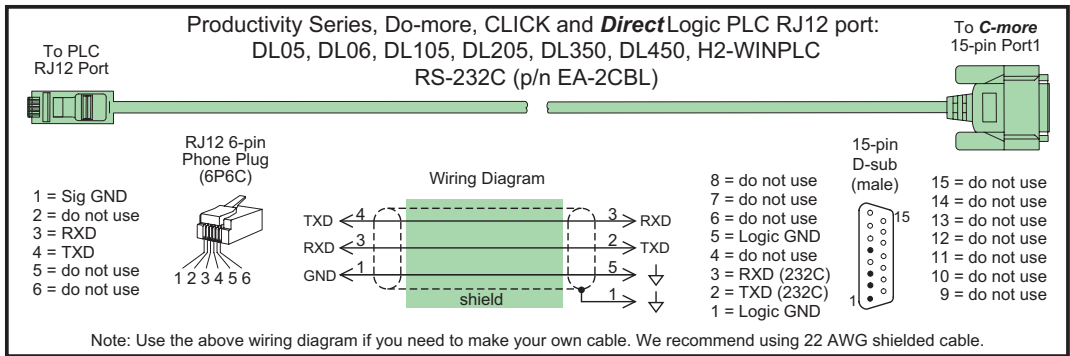 Productivity Series, Do-more, CLICK and DirectLogic PLC RJ12 port:
DL05, DL06, DL105, DL205, DL350, DL450, H2-WINPLC
RS-232C (p/n EA-2CBL)
To PLC
RJ12 Port
To C-more
15-pin Port1
RJ12 6-pin
Phone Plug
(6P6C)
1 = Sig GND
2 = do not use
3 = RXD
4 = TXD
5 = do not use
6 = do not use
1 2 3 4 5 6
Wiring Diagram
TXD 4 3 RXD
RXD 3 2 TXD
GND 1 5
shield 1
8 = do not use
7 = do not use
6 = do not use
5 = Logic GND
4 = do not use
3 = RXD (232C)
2 = TXD (232C)
1 = Logic GND
15-pin
D-sub
(male)
15
1
15 = do not use
14 = do not use
13 = do not use
12 = do not use
11 = do not use
10 = do not use
9 = do not use
Note: Use the above wiring diagram if you need to make your own cable. We recommend using 22 AWG shielded cable.